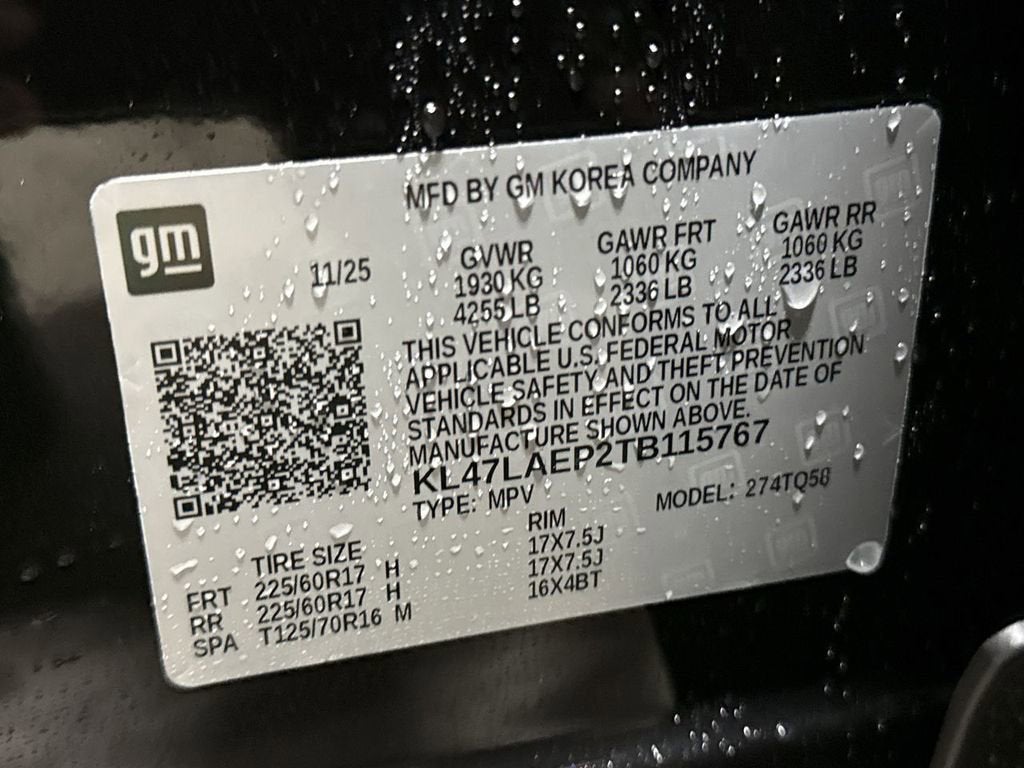 MFD BY GM KOREA COMPANY
gm
11/25
GVWR GAWR FRT GAWR RR
1930 KG 1060 KG 1060 KG
4255 LB 2336 LB 2336 LB
THIS VEHICLE CONFORMS TO ALL
APPLICABLE U.S. FEDERAL MOTOR
VEHICLE SAFETY AND THEFT PREVENTION
STANDARDS IN EFFECT ON THE DATE OF
MANUFACTURE SHOWN ABOVE.
KL47LAEP2TB115767
TYPE: MPV MODEL: 274TQ58
TIRE SIZE RIM
FRT 225/60R17 H 17X7.5J
RR 225/60R17 H 17X7.5J
SPA T125/70R16 M 16X4BT